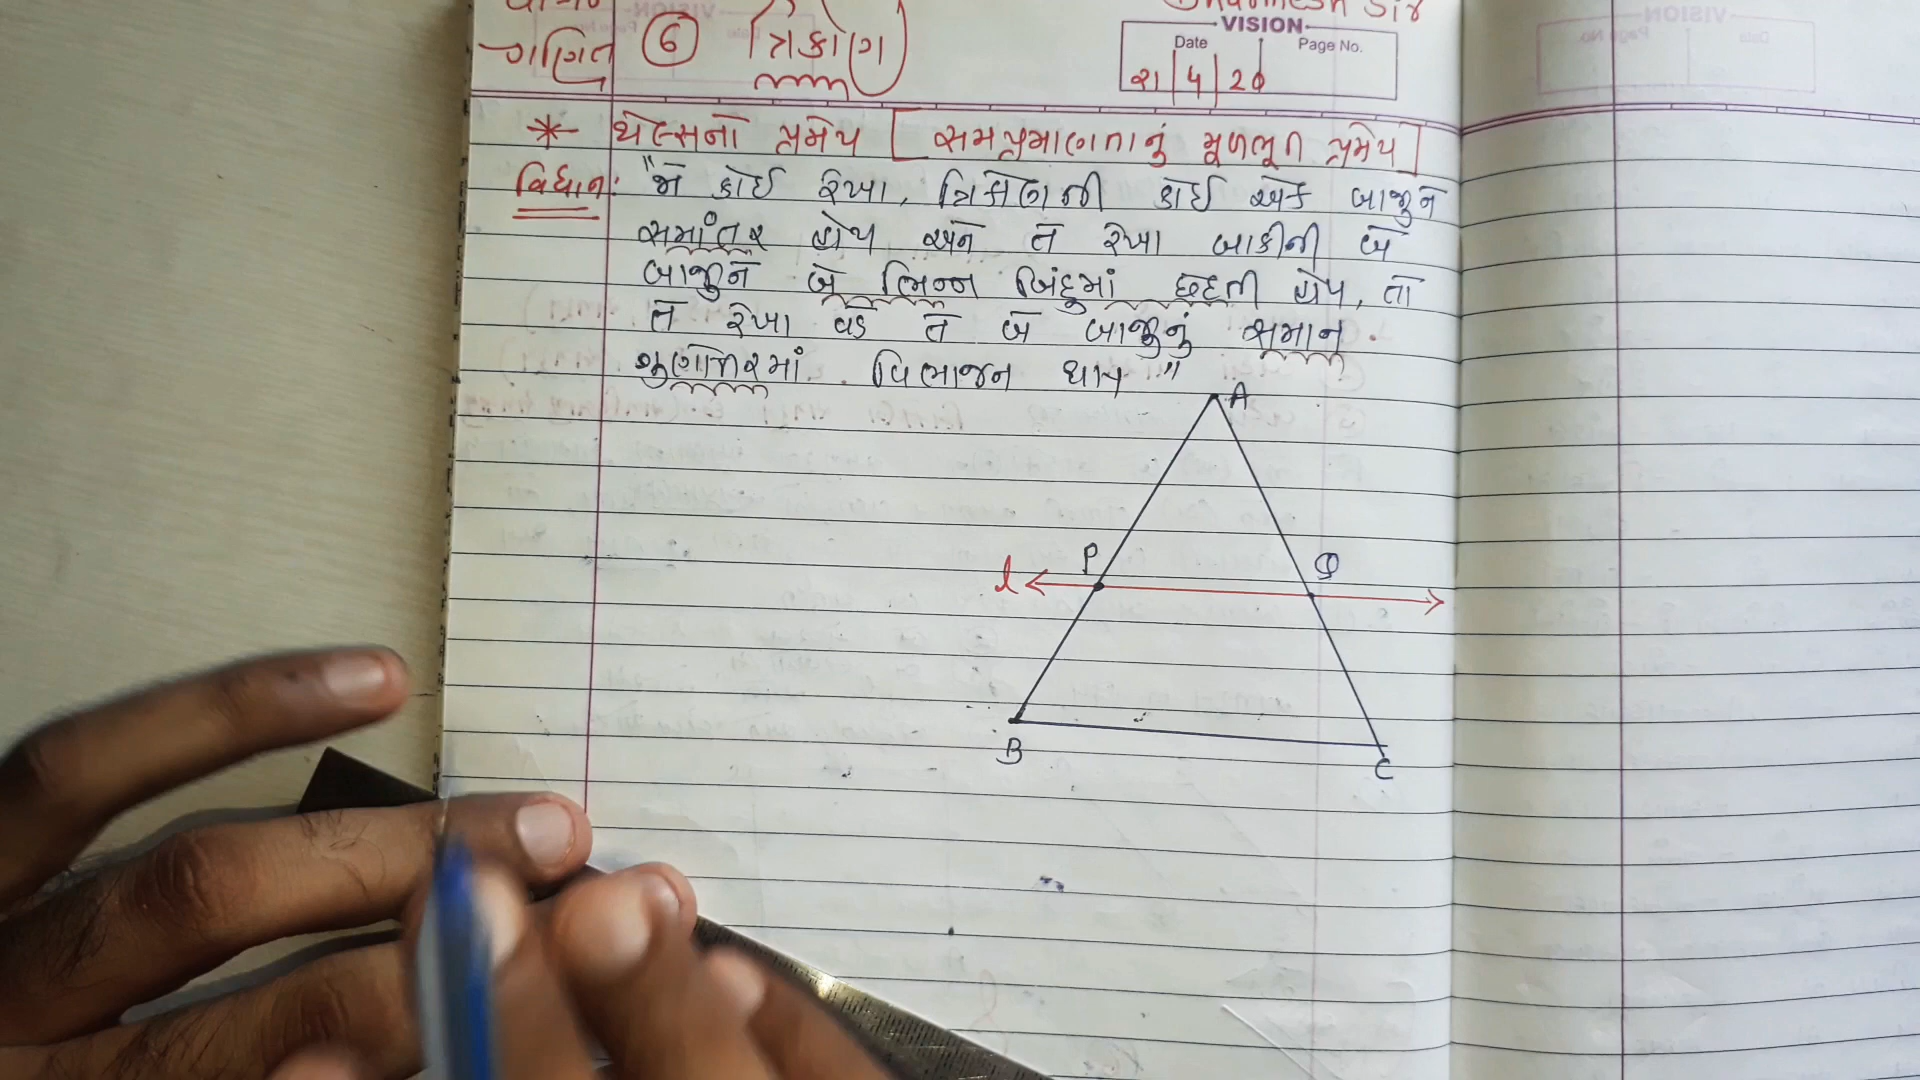 ગણિત
6 ત્રિકોણ
Sir
VISION
Date Page No.
21 | 4 | 20
* થેલ્સનો પ્રમેય [ સમપ્રમાણતાનું મૂળભૂત પ્રમેય ]
વિધાન: "જો કોઈ રેખા, ત્રિકોણની કોઈ એક બાજુને
સમાંતર હોય અને તે રેખા બાકીની બે
બાજુને બે ભિન્ન બિંદુમાં છેદતી હોય, તો
તે રેખા વડે તે બે બાજુનું સમાન
ગુણોત્તરમાં વિભાજન થાય "
A
P Q
l
B
C